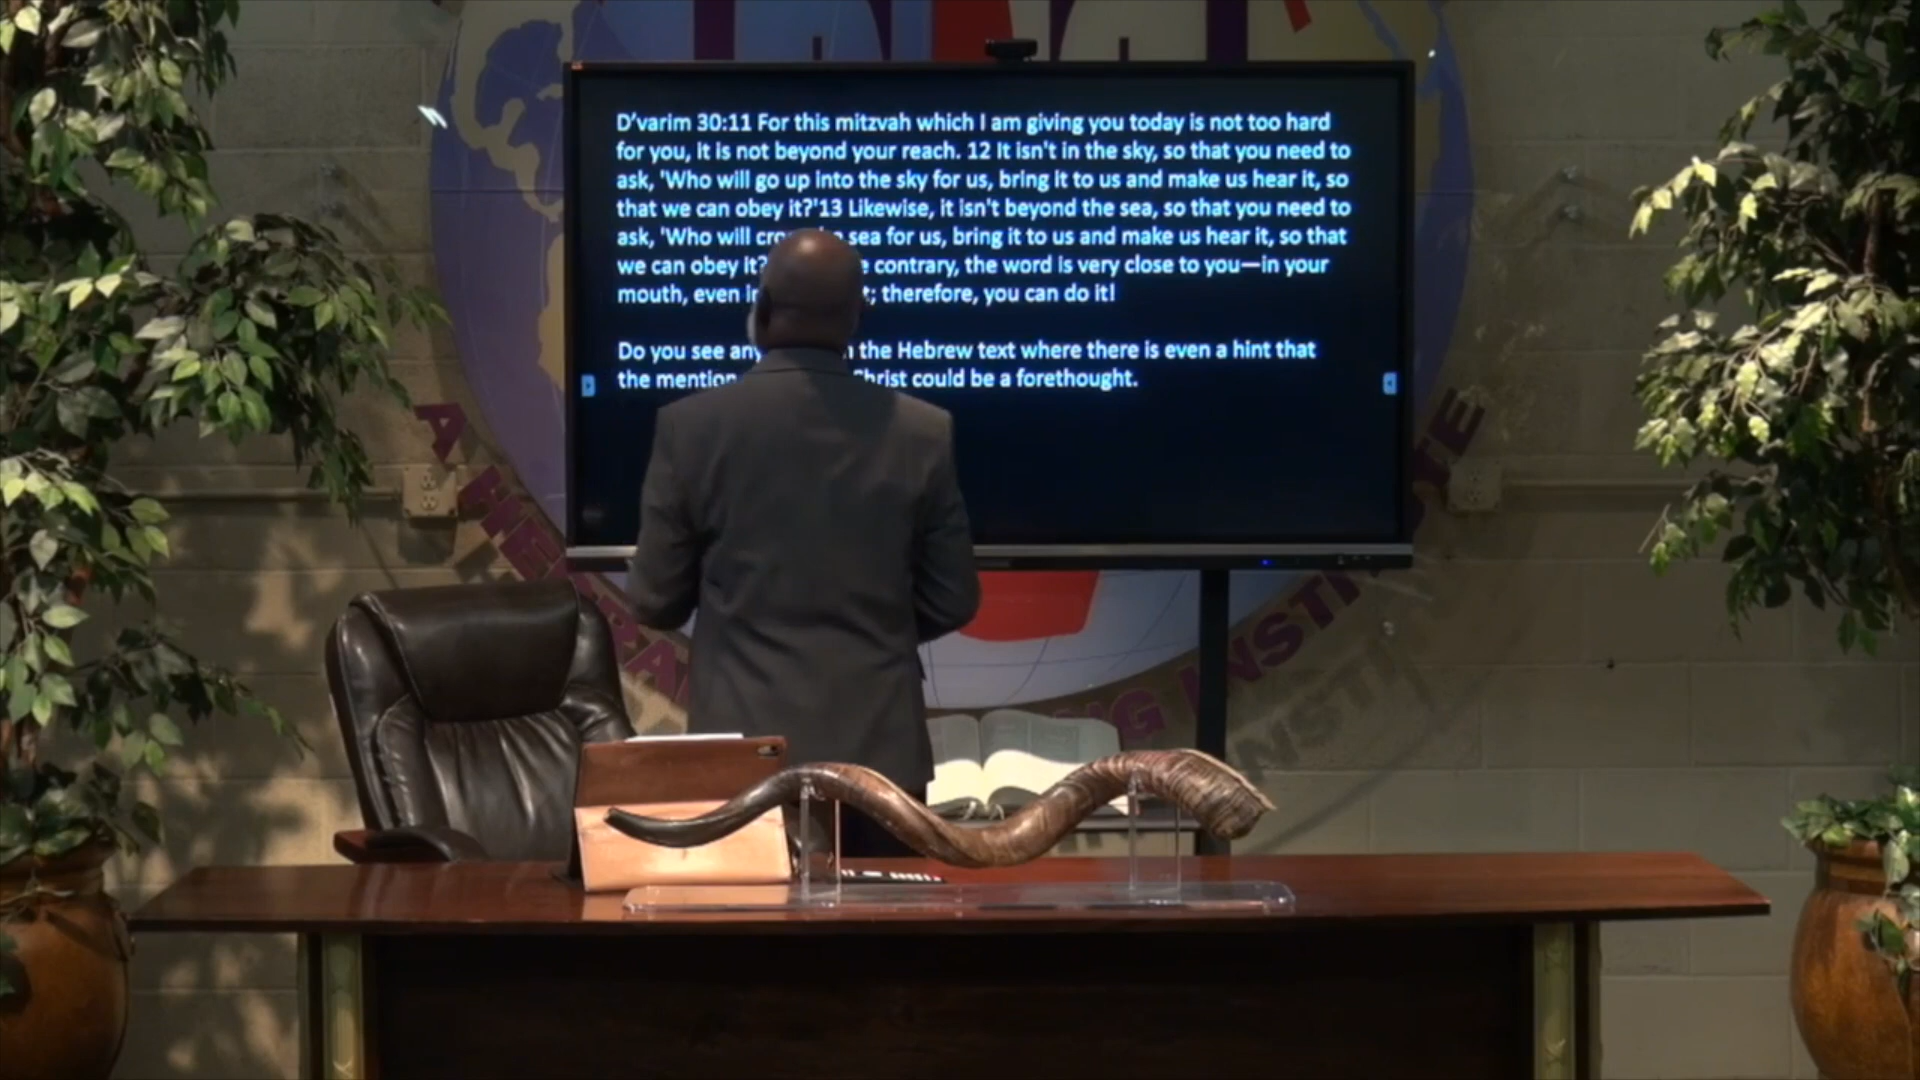 D'varim 30:11 For this mitzvah which I am giving you today is not too hard
for you, it is not beyond your reach. 12 It isn't in the sky, so that you need to
ask, 'Who will go up into the sky for us, bring it to us and make us hear it, so
that we can obey it?'13 Likewise, it isn't beyond the sea, so that you need to
ask, 'Who will sea for us, bring it to us and make us hear it, so that
we can obey it? contrary, the word is very close to you—in your
mouth, even therefore, you can do it!
Do you see the Hebrew text where there is even a hint that
the Christ could be a forethought.
A